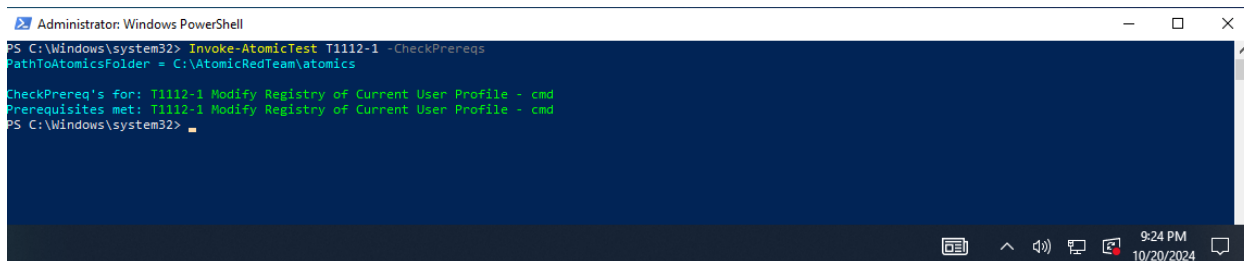 Administrator: Windows PowerShell
PS C:\Windows\system32> Invoke-AtomicTest T1112-1 -CheckPrereqs
PathToAtomicsFolder = C:\AtomicRedTeam\atomics
CheckPrereq's for: T1112-1 Modify Registry of Current User Profile - cmd
Prerequisites met: T1112-1 Modify Registry of Current User Profile - cmd
PS C:\Windows\system32>
9:24 PM
10/20/2024